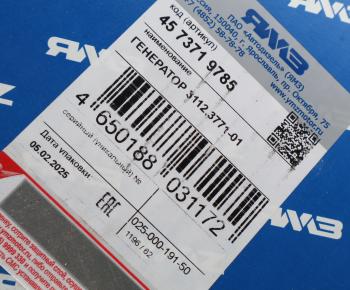 ЯМЗ
ПАО «Автодизель» (ЯМЗ)
Россия, 150040, г. Ярославль, пр. Октября, 75
+7 (4852) 58-78-78
www.ymzmotor.ru
код (артикул)
45 7371 9785
наименование
ГЕНЕРАТОР 3112.3771-01
4 650188 031172
серийный (уникальный) №
Дата упаковки
05.02.2025
EAC
025-000-191-50
1196 / 62
ЯМЗ